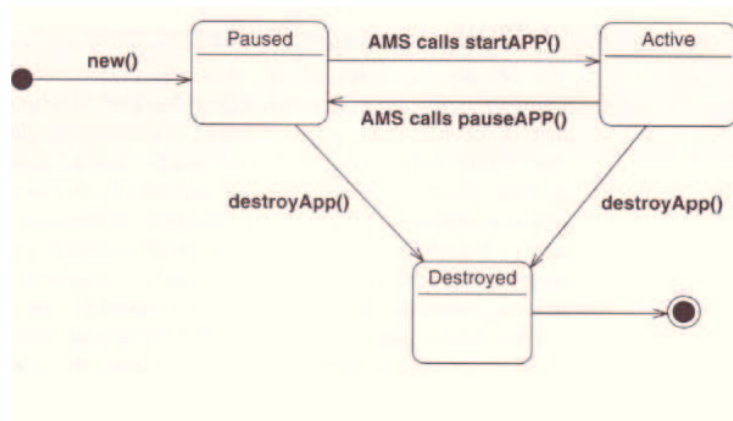 Paused
AMS calls startAPP()
Active
new()
AMS calls pauseAPP()
destroyApp()
destroyApp()
Destroyed